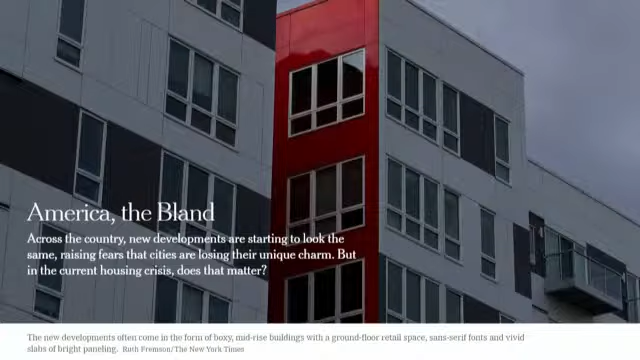 America, the Bland
Across the country, new developments are starting to look the
same, raising fears that cities are losing their unique charm. But
in the current housing crisis, does that matter?
The new developments often come in the form of boxy, mid-rise buildings with a ground-floor retail space, sans-serif fonts and vivid
slabs of bright paneling. Ruth Fremson/The New York Times